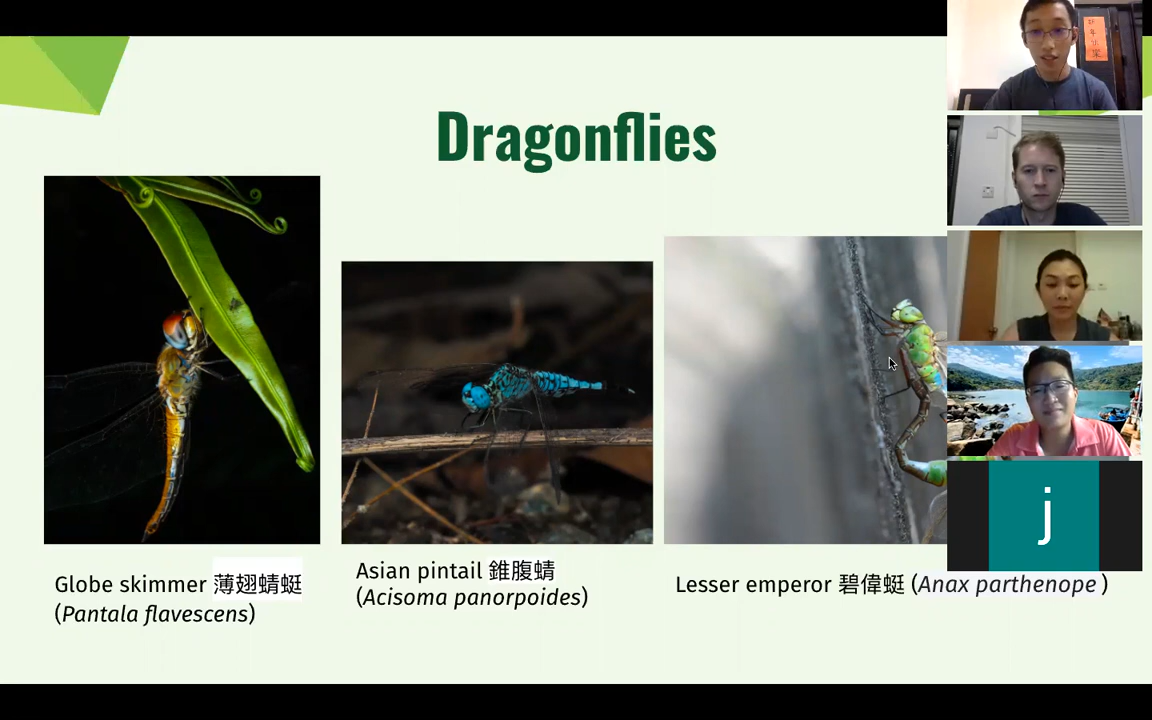 Dragonflies
Globe skimmer 薄翅蜻蜓
(Pantala flavescens)
Asian pintail 錐腹蜻
(Acisoma panorpoides)
Lesser emperor 碧偉蜓 (Anax parthenope )
j